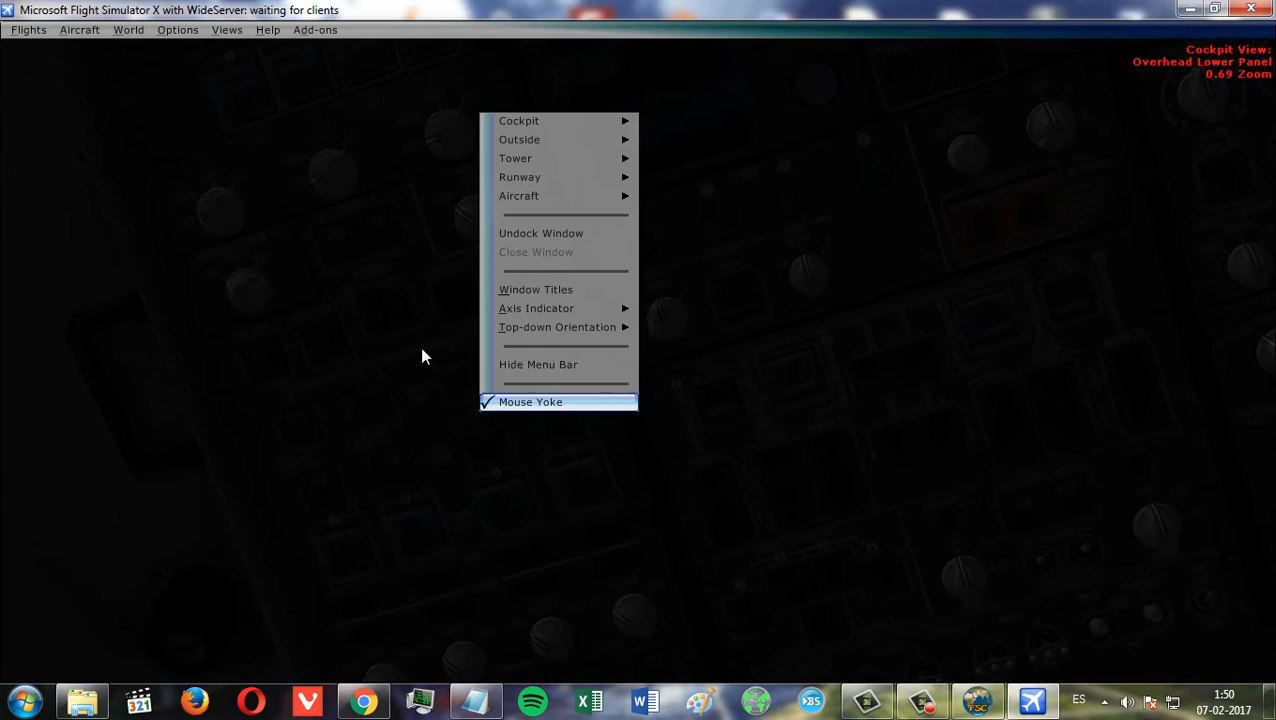 Microsoft Flight Simulator X with WideServer: waiting for clients
Flights Aircraft World Options Views Help Add-ons
Cockpit View:
Overhead Lower Panel
0.69 Zoom
Cockpit
Outside
Tower
Runway
Aircraft
Undock Window
Close Window
Window Titles
Axis Indicator
Top-down Orientation
Hide Menu Bar
Mouse Yoke
321
FSC
ES
1:50
07-02-2017